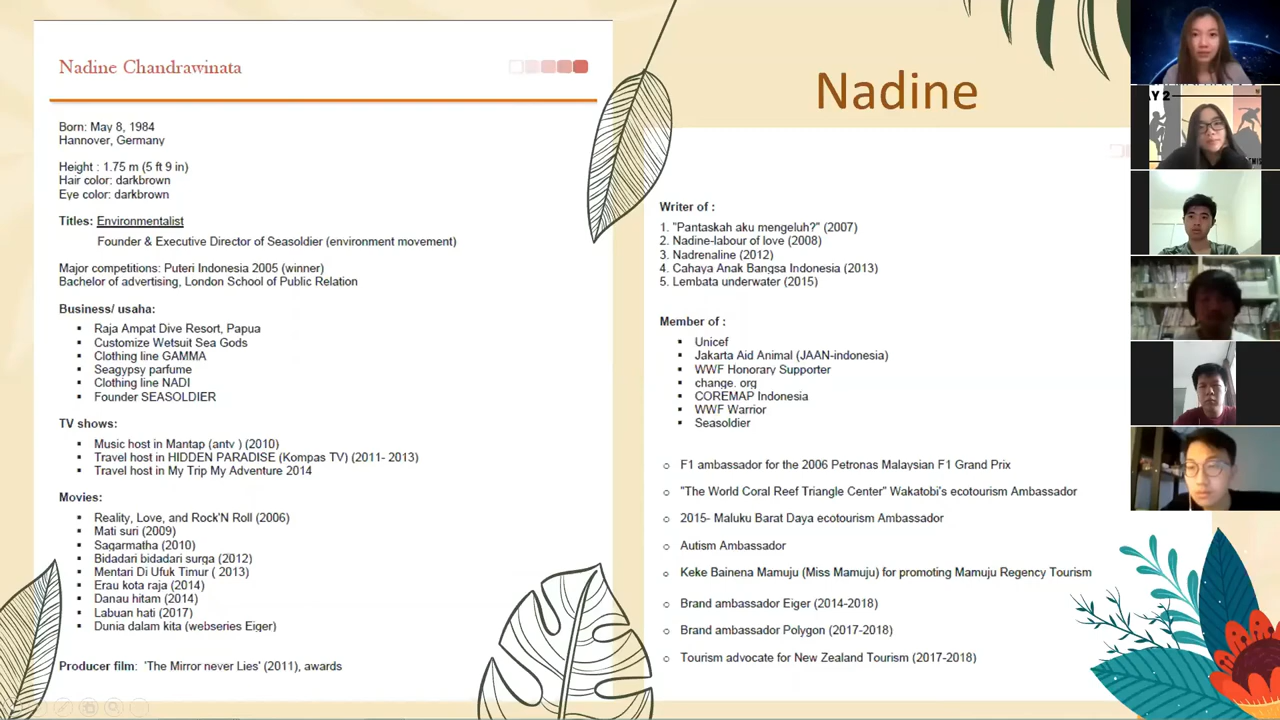 Nadine Chandrawinata
Born: May 8, 1984
Hannover, Germany
Height : 1.75 m (5 ft 9 in)
Hair color: darkbrown
Eye color: darkbrown
Titles: Environmentalist
Founder & Executive Director of Seasoldier (environment movement)
Major competitions: Puteri Indonesia 2005 (winner)
Bachelor of advertising, London School of Public Relation
Business/ usaha:
▪ Raja Ampat Dive Resort, Papua
▪ Customize Wetsuit Sea Gods
▪ Clothing line GAMMA
▪ Seagypsy parfume
▪ Clothing line NADI
▪ Founder SEASOLDIER
TV shows:
▪ Music host in Mantap (antv ) (2010)
▪ Travel host in HIDDEN PARADISE (Kompas TV) (2011- 2013)
▪ Travel host in My Trip My Adventure 2014
Movies:
▪ Reality, Love, and Rock'N Roll (2006)
▪ Mati suri (2009)
▪ Sagarmatha (2010)
▪ Bidadari bidadari surga (2012)
▪ Mentari Di Ufuk Timur ( 2013)
▪ Erau kota raja (2014)
▪ Danau hitam (2014)
▪ Labuan hati (2017)
▪ Dunia dalam kita (webseries Eiger)
Producer film: 'The Mirror never Lies' (2011), awards
Nadine
Writer of :
1. "Pantaskah aku mengeluh?" (2007)
2. Nadine-labour of love (2008)
3. Nadrenaline (2012)
4. Cahaya Anak Bangsa Indonesia (2013)
5. Lembata underwater (2015)
Member of :
▪ Unicef
▪ Jakarta Aid Animal (JAAN-indonesia)
▪ WWF Honorary Supporter
▪ change. org
▪ COREMAP Indonesia
▪ WWF Warrior
▪ Seasoldier
o F1 ambassador for the 2006 Petronas Malaysian F1 Grand Prix
o "The World Coral Reef Triangle Center" Wakatobi's ecotourism Ambassador
o 2015- Maluku Barat Daya ecotourism Ambassador
o Autism Ambassador
o Keke Bainena Mamuju (Miss Mamuju) for promoting Mamuju Regency Tourism
o Brand ambassador Eiger (2014-2018)
o Brand ambassador Polygon (2017-2018)
o Tourism advocate for New Zealand Tourism (2017-2018)
Y 2